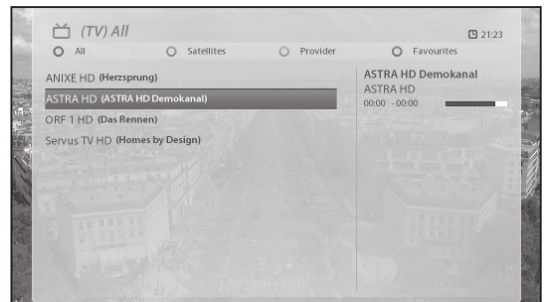 (TV) All
21:23
All Satellites Provider Favourites
ANIXE HD (Herzsprung)
ASTRA HD (ASTRA HD Demokanal)
ORF 1 HD (Das Rennen)
Servus TV HD (Homes by Design)
ASTRA HD Demokanal
ASTRA HD
00:00 - 00:00